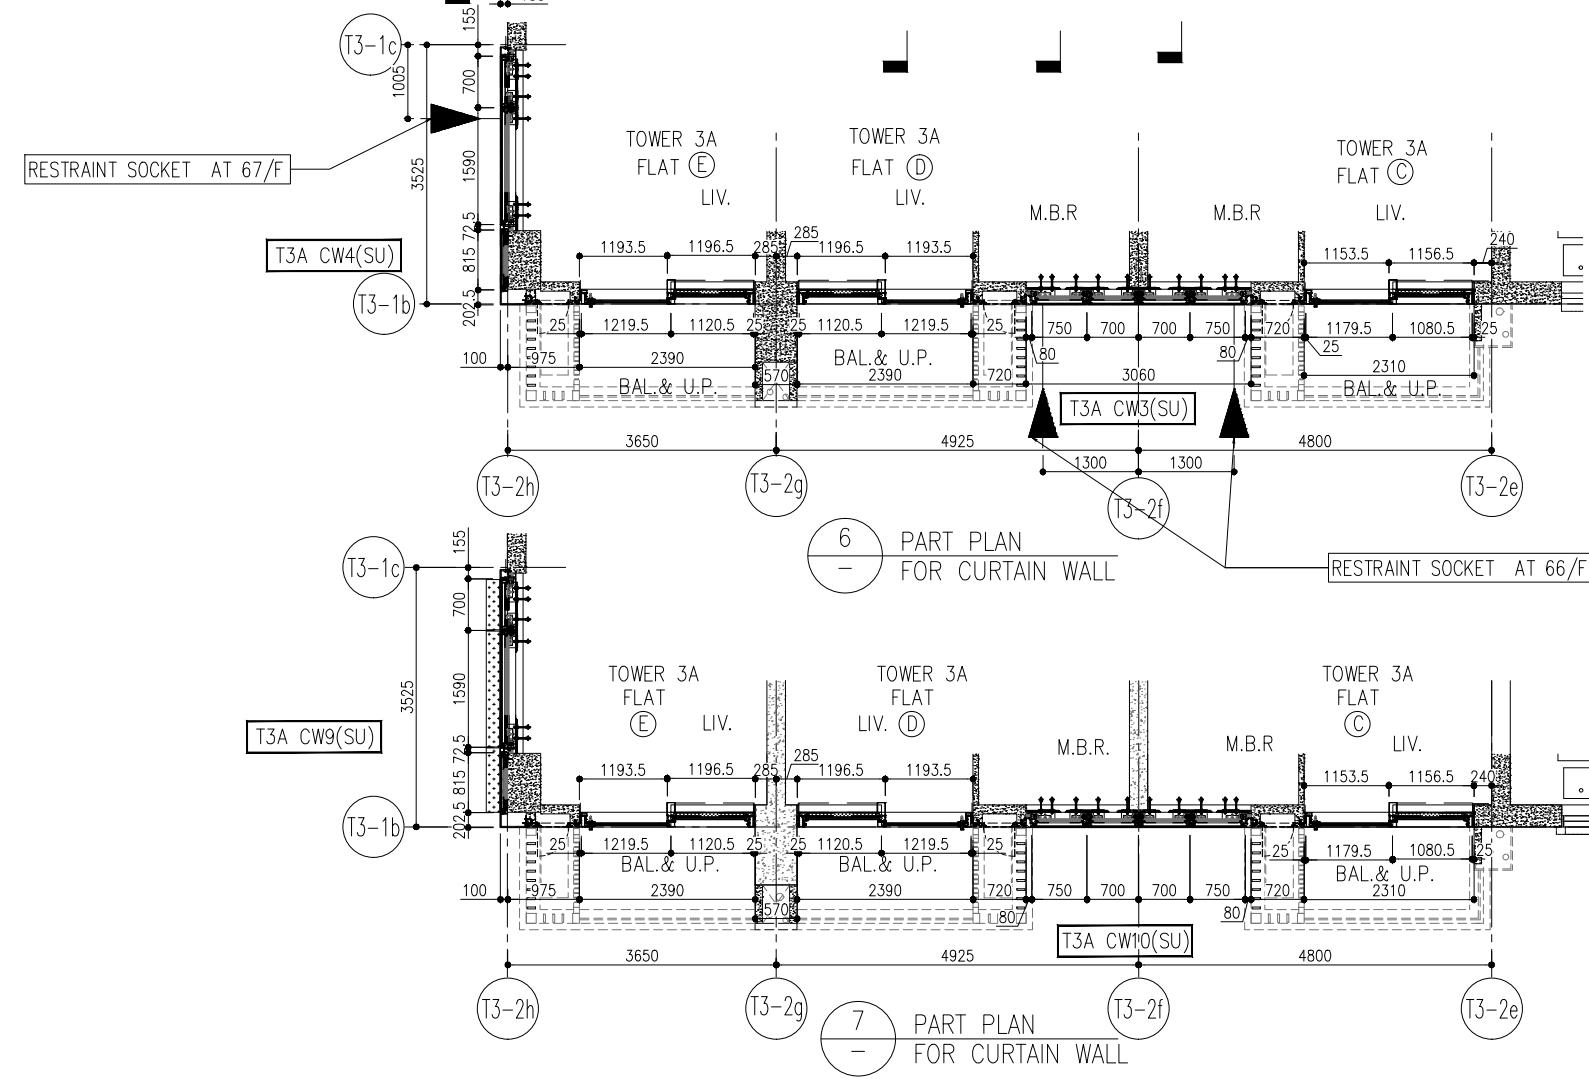 155
T3-1c
1005
700
RESTRAINT SOCKET AT 67/F
3525
1590
TOWER 3A
FLAT E
LIV.
TOWER 3A
FLAT D
LIV.
M.B.R
M.B.R
TOWER 3A
FLAT C
LIV.
T3A CW4(SU)
72.5
815
202.5
T3-1b
1193.5 1196.5 285 285 1196.5 1193.5 1153.5 1156.5 240
25 1219.5 1120.5 25 25 1120.5 1219.5 25 750 700 700 750 720 1179.5 1080.5 25
80 80 25
100 975 2390 570 2390 720 3060 2310
BAL.& U.P. BAL.& U.P. BAL.& U.P.
T3A CW3(SU)
3650 4925 4800
1300 1300
T3-2h T3-2g T3-2f T3-2e
6
-
PART PLAN
FOR CURTAIN WALL
RESTRAINT SOCKET AT 66/F
155
T3-1c
700
3525
1590
TOWER 3A
FLAT
E
LIV.
TOWER 3A
FLAT
LIV. D
M.B.R.
M.B.R
TOWER 3A
FLAT
C
LIV.
T3A CW9(SU)
72.5
815
202.5
T3-1b
1193.5 1196.5 285 285 1196.5 1193.5 1153.5 1156.5 240
25 1219.5 1120.5 25 25 1120.5 1219.5 25 25 1179.5 1080.5 25
BAL.& U.P. BAL.& U.P. BAL.& U.P.
100 975 2390 570 2390 720 750 700 700 750 720 2310
80 80
T3A CW10(SU)
3650 4925 4800
T3-2h T3-2g T3-2f T3-2e
7
-
PART PLAN
FOR CURTAIN WALL